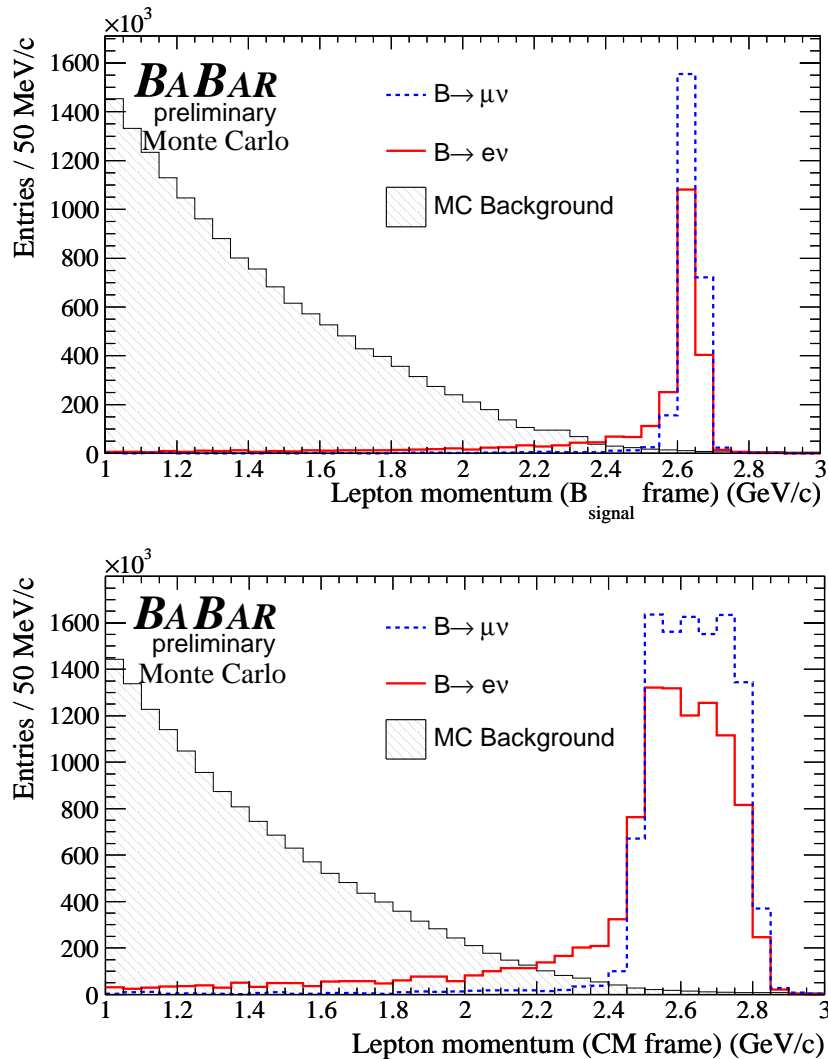 ×10³
Entries / 50 MeV/c
1600
1400
1200
1000
800
600
400
200
0
BABAR
preliminary
Monte Carlo
B→ μν
B→ eν
MC Background
1 1.2 1.4 1.6 1.8 2 2.2 2.4 2.6 2.8 3
Lepton momentum (B_signal frame) (GeV/c)
×10³
Entries / 50 MeV/c
1600
1400
1200
1000
800
600
400
200
0
BABAR
preliminary
Monte Carlo
B→ μν
B→ eν
MC Background
1 1.2 1.4 1.6 1.8 2 2.2 2.4 2.6 2.8 3
Lepton momentum (CM frame) (GeV/c)